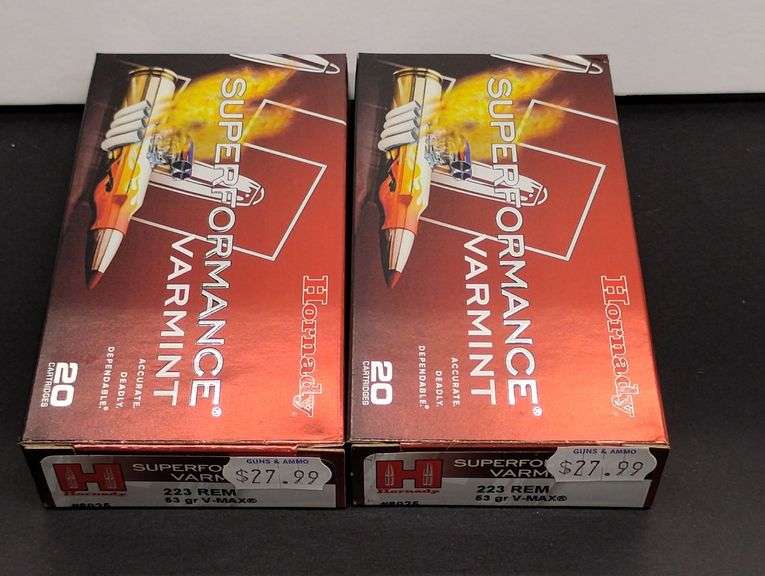 SUPERFORMANCE®
VARMINT
Hornady®
ACCURATE.
DEADLY.
DEPENDABLE.®
20
CARTRIDGES
SUPERFORMANCE®
VARMINT
Hornady®
ACCURATE.
DEADLY.
DEPENDABLE.®
20
CARTRIDGES
H
Hornady
SUPERFO
VARM
GUNS & AMMO
$27.99
223 REM
53 gr V-MAX®
H
Hornady
SUPERFO
VARM
GUNS & AMMO
$27.99
223 REM
53 gr V-MAX®